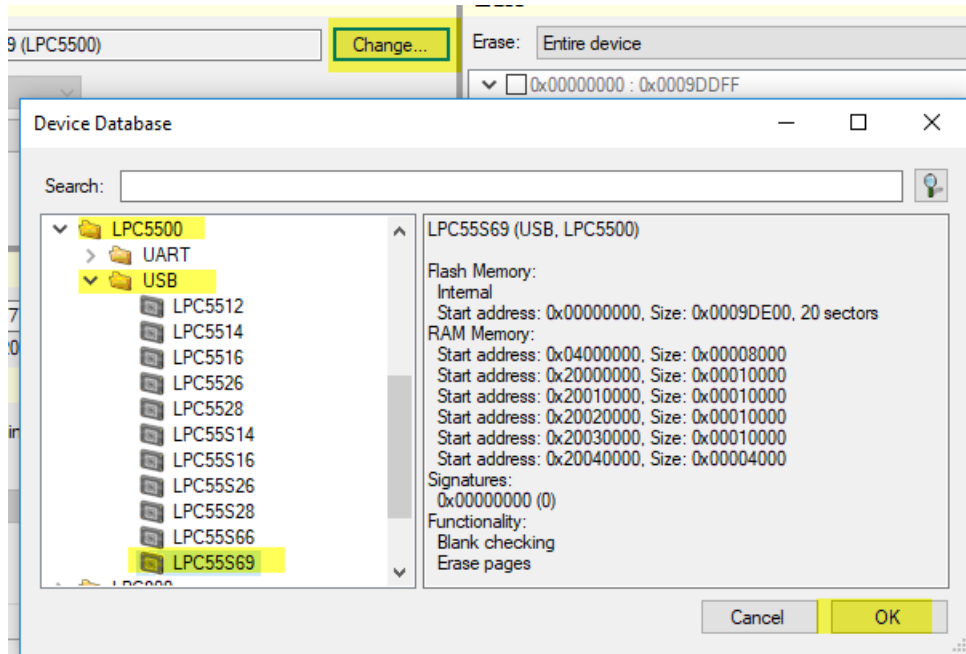 9 (LPC5500)
Change...
Erase:
Entire device
0x00000000 : 0x0009DDFF
Device Database
Search:
LPC5500
UART
USB
LPC5512
LPC5514
LPC5516
LPC5526
LPC5528
LPC55S14
LPC55S16
LPC55S26
LPC55S28
LPC55S66
LPC55S69
LPC55S69 (USB, LPC5500)
Flash Memory:
Internal
Start address: 0x00000000, Size: 0x0009DE00, 20 sectors
RAM Memory:
Start address: 0x04000000, Size: 0x00008000
Start address: 0x20000000, Size: 0x00010000
Start address: 0x20010000, Size: 0x00010000
Start address: 0x20020000, Size: 0x00010000
Start address: 0x20030000, Size: 0x00010000
Start address: 0x20040000, Size: 0x00004000
Signatures:
0x00000000 (0)
Functionality:
Blank checking
Erase pages
Cancel
OK